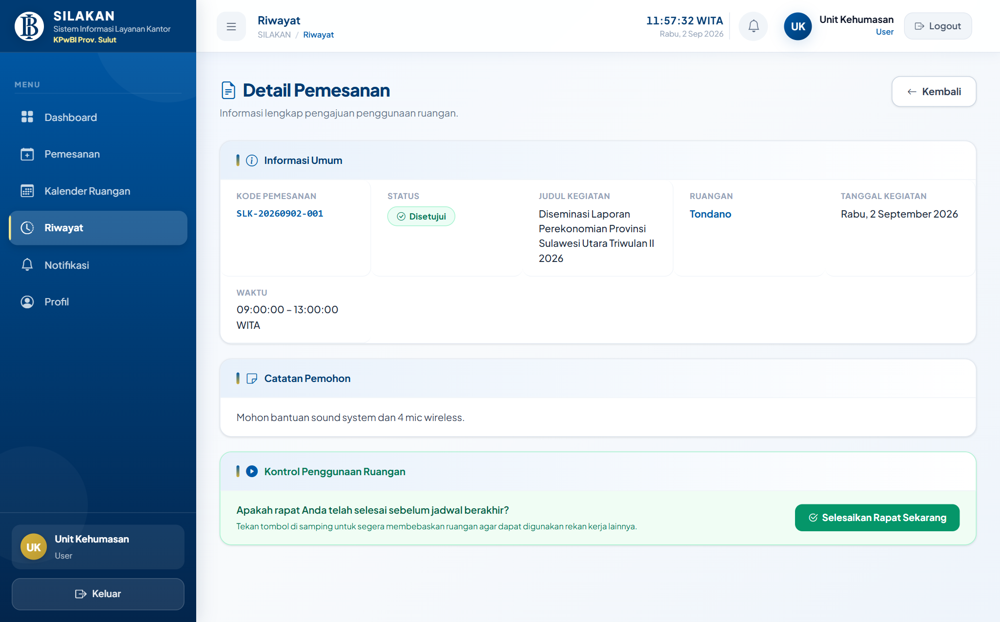 SILAKAN
Sistem Informasi Layanan Kantor
KPwBI Prov. Sulut
MENU
Dashboard
Pemesanan
Kalender Ruangan
Riwayat
Notifikasi
Profil
UK
Unit Kehumasan
User
Keluar
Riwayat
SILAKAN / Riwayat
11:57:32 WITA
Rabu, 2 Sep 2026
UK
Unit Kehumasan
User
Logout
Detail Pemesanan
Informasi lengkap pengajuan penggunaan ruangan.
Kembali
Informasi Umum
KODE PEMESANAN
SLK-20260902-001
STATUS
Disetujui
JUDUL KEGIATAN
Diseminasi Laporan
Perekonomian Provinsi
Sulawesi Utara Triwulan II
2026
RUANGAN
Tondano
TANGGAL KEGIATAN
Rabu, 2 September 2026
WAKTU
09:00:00 – 13:00:00
WITA
Catatan Pemohon
Mohon bantuan sound system dan 4 mic wireless.
Kontrol Penggunaan Ruangan
Apakah rapat Anda telah selesai sebelum jadwal berakhir?
Tekan tombol di samping untuk segera membebaskan ruangan agar dapat digunakan rekan kerja lainnya.
Selesaikan Rapat Sekarang